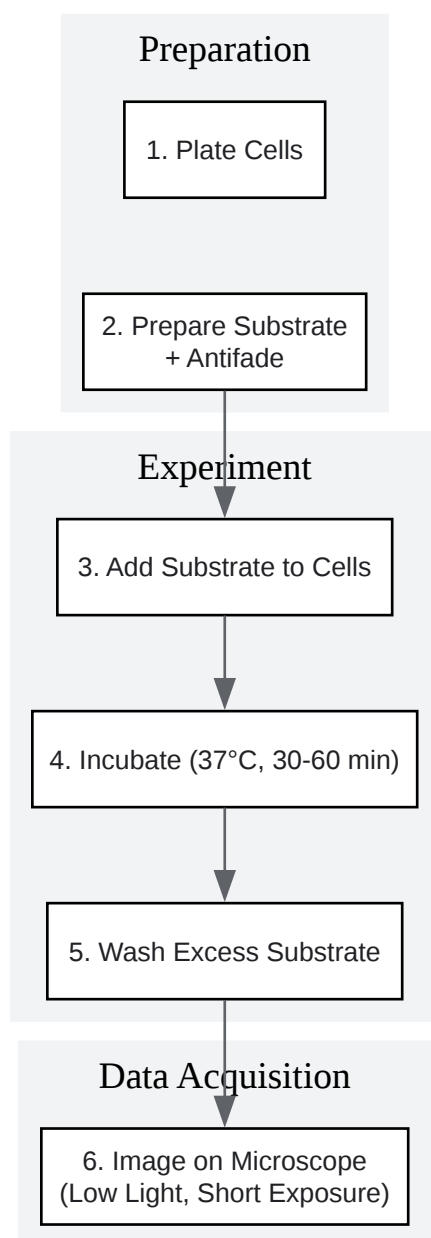 Preparation
1. Plate Cells
2. Prepare Substrate
+ Antifade
Experiment
3. Add Substrate to Cells
4. Incubate (37°C, 30-60 min)
5. Wash Excess Substrate
Data Acquisition
6. Image on Microscope
(Low Light, Short Exposure)